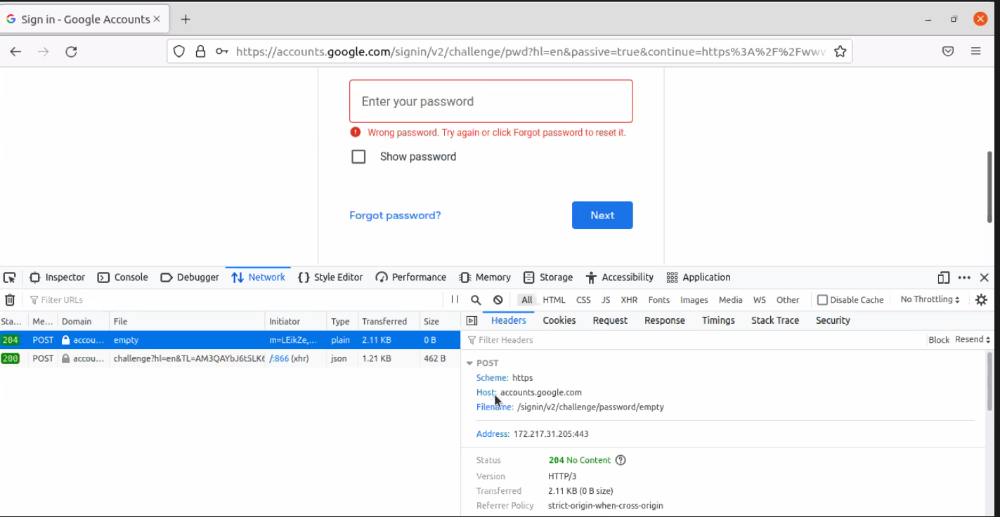 Sign in - Google Accounts
https://accounts.google.com/signin/v2/challenge/pwd?hl=en&passive=true&continue=https%3A%2F%2Fwwv
Enter your password
Wrong password. Try again or click Forgot password to reset it.
Show password
Forgot password? Next
Inspector Console Debugger Network Style Editor Performance Memory Storage Accessibility Application
Filter URLs All HTML CSS JS XHR Fonts Images Media WS Other Disable Cache No Throttling
Sta... Me... Domain File Initiator Type Transferred Size Headers Cookies Request Response Timings Stack Trace Security
204 POST accou... empty m=LEikZe,... plain 2.11 KB 0 B Filter Headers Block Resend
200 POST accou... challenge?hl=en&TL=AM3QAYbJ6t5LK6 /:866 (xhr) json 1.21 KB 462 B
POST
Scheme: https
Host: accounts.google.com
Filename: /signin/v2/challenge/password/empty
Address: 172.217.31.205:443
Status 204 No Content
Version HTTP/3
Transferred 2.11 KB (0 B size)
Referrer Policy strict-origin-when-cross-origin